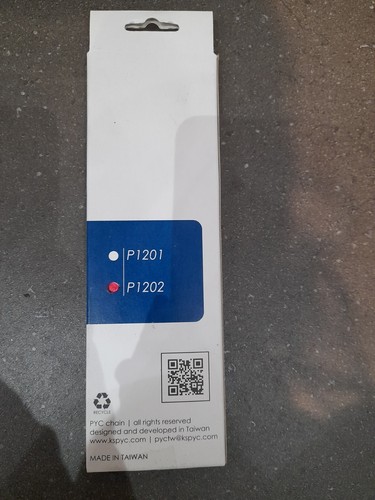 P1201
P1202
RECYCLE
PYC chain | all rights reserved
designed and developed in Taiwan
www.kspyc.com | pyctw@kspyc.com
MADE IN TAIWAN